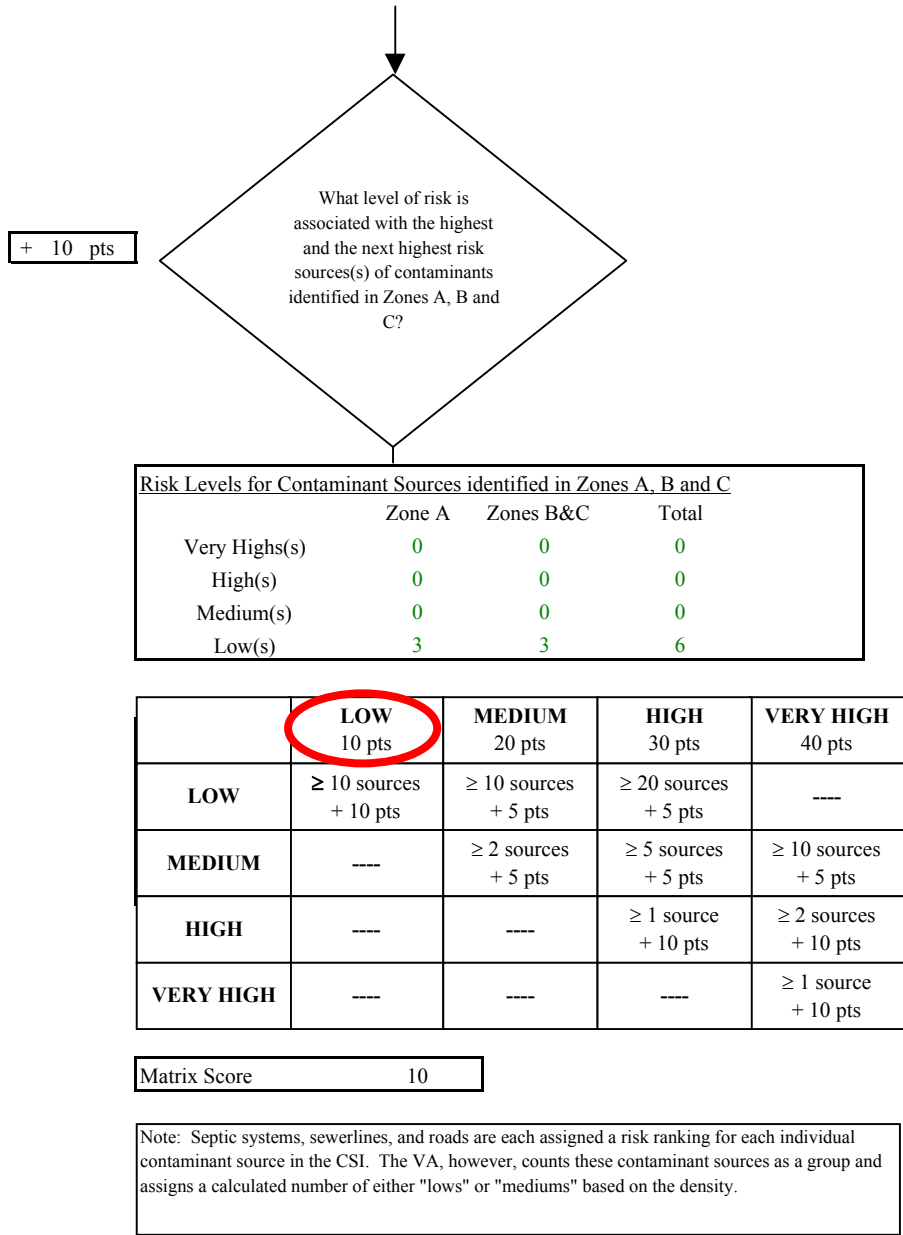 What level of risk is
associated with the highest
and the next highest risk
sources(s) of contaminants
identified in Zones A, B and
C?
+ 10 pts
Risk Levels for Contaminant Sources identified in Zones A, B and C
Zone A Zones B&C Total
Very Highs(s) 0 0 0
High(s) 0 0 0
Medium(s) 0 0 0
Low(s) 3 3 6
LOW MEDIUM HIGH VERY HIGH
10 pts 20 pts 30 pts 40 pts
LOW ≥ 10 sources ≥ 10 sources ≥ 20 sources ----
+ 10 pts + 5 pts + 5 pts
MEDIUM ---- ≥ 2 sources ≥ 5 sources ≥ 10 sources
+ 5 pts + 5 pts + 5 pts
HIGH ---- ---- ≥ 1 source ≥ 2 sources
+ 10 pts + 10 pts
VERY HIGH ---- ---- ---- ≥ 1 source
+ 10 pts
Matrix Score 10
Note: Septic systems, sewerlines, and roads are each assigned a risk ranking for each individual
contaminant source in the CSI. The VA, however, counts these contaminant sources as a group and
assigns a calculated number of either "lows" or "mediums" based on the density.